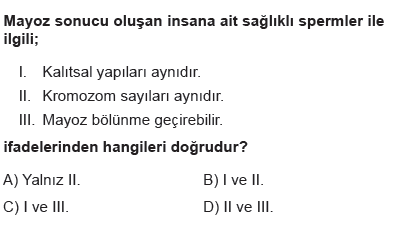 Mayoz sonucu oluşan insana ait sağlıklı spermler ile
ilgili;
I. Kalıtsal yapıları aynıdır.
II. Kromozom sayıları aynıdır.
III. Mayoz bölünme geçirebilir.
ifadelerinden hangileri doğrudur?
A) Yalnız II. B) I ve II.
C) I ve III. D) II ve III.